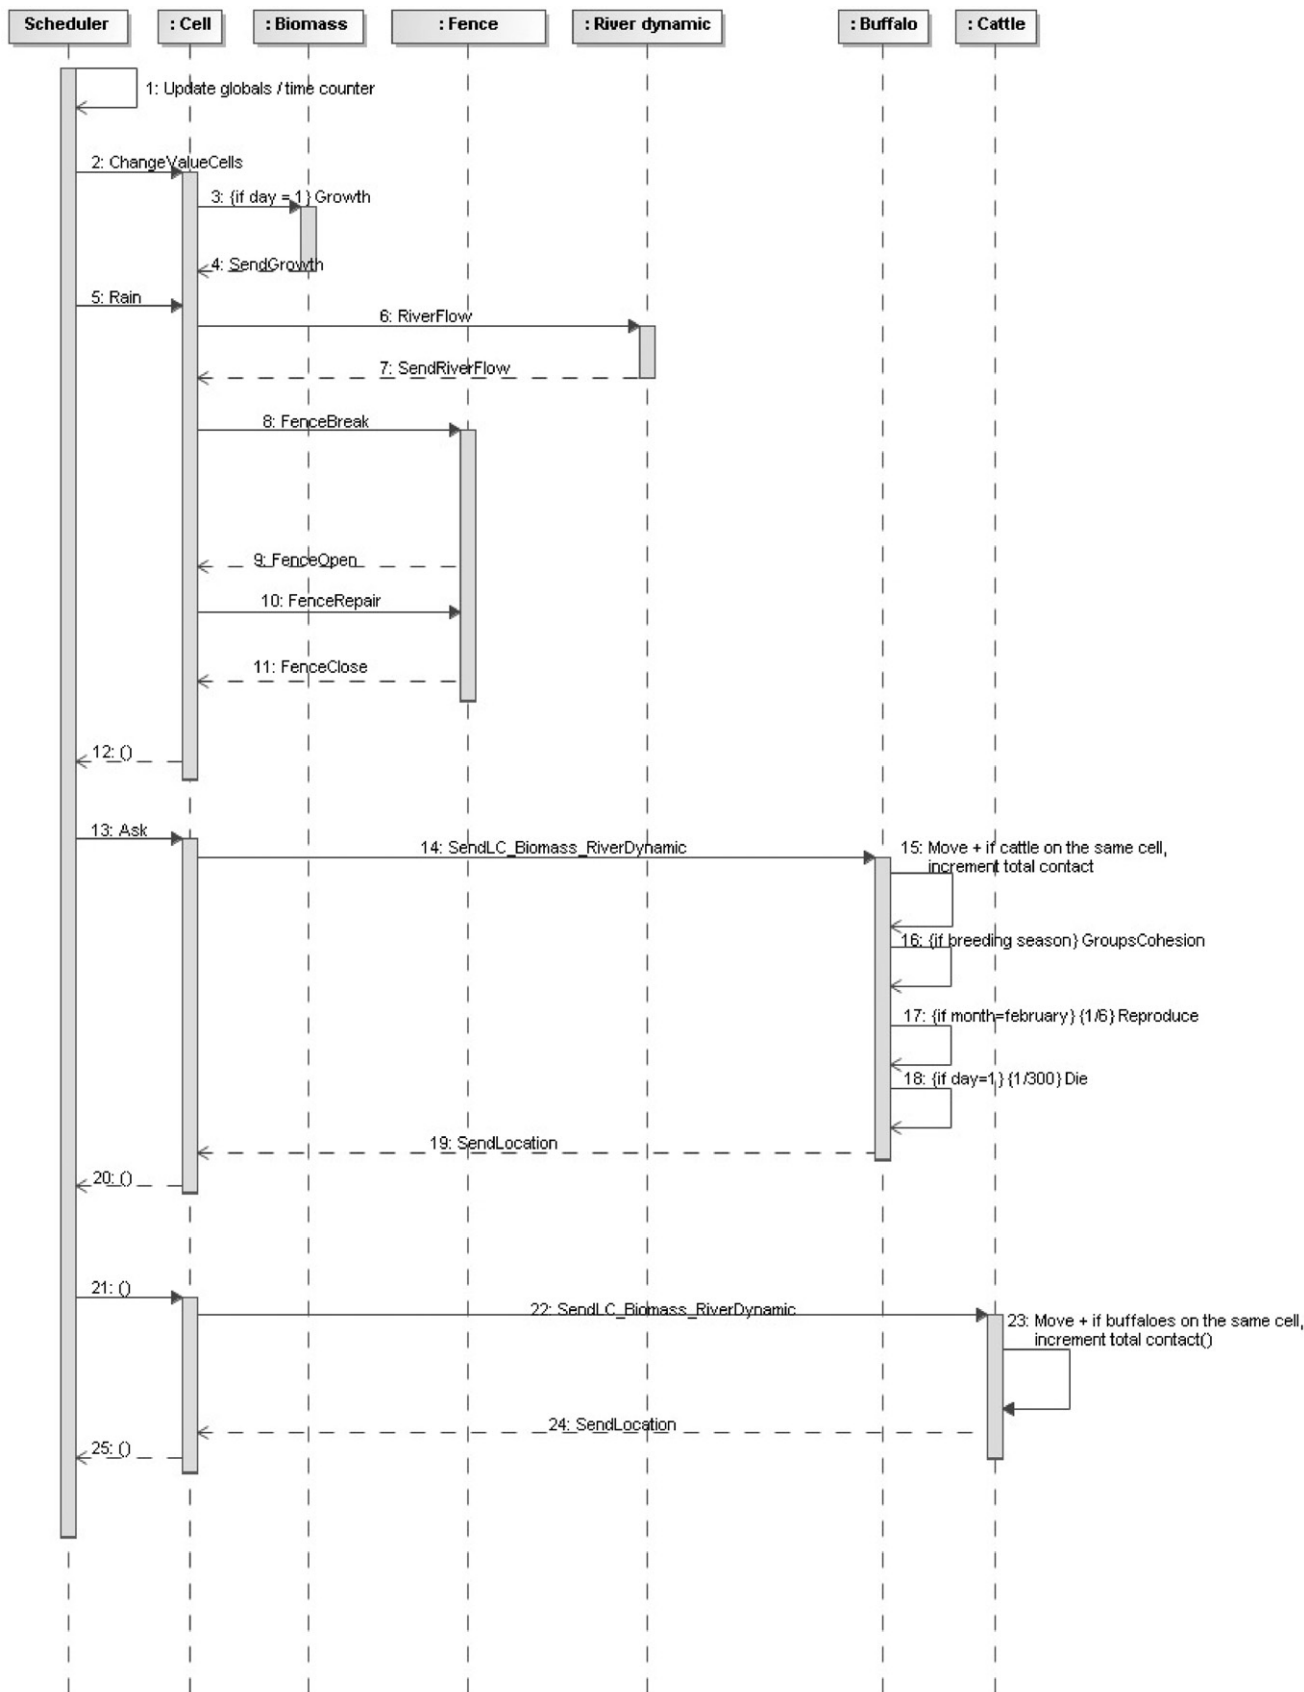 Scheduler
: Cell
: Biomass
: Fence
: River dynamic
: Buffalo
: Cattle
1: Update globals / time counter
2: ChangeValueCells
3: {if day = 1} Growth
4: SendGrowth
5: Rain
6: RiverFlow
7: SendRiverFlow
8: FenceBreak
9: FenceOpen
10: FenceRepair
11: FenceClose
12: ()
13: Ask
14: SendLC_Biomass_RiverDynamic
15: Move + if cattle on the same cell,
increment total contact
16: {if breeding season} GroupsCohesion
17: {if month=february} {1/6} Reproduce
18: {if day=1} {1/300} Die
19: SendLocation
20: ()
21: ()
22: SendLC_Biomass_RiverDynamic
23: Move + if buffaloes on the same cell,
increment total contact()
24: SendLocation
25: ()